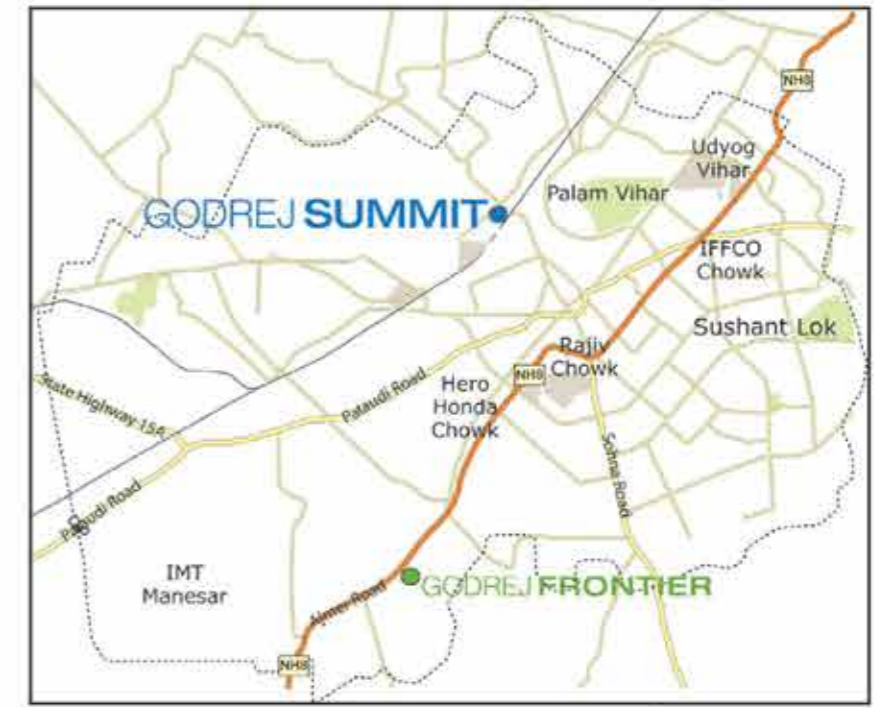 NH8
Udyog
Vihar
Palam Vihar
GODREJ SUMMIT
IFFCO
Chowk
Sushant Lok
Rajiv
Chowk
NH8
Hero
Honda
Chowk
Pataudi Road
State Highway 15A
Sohna Road
Pataudi Road
IMT
Manesar
GODREJ FRONTIER
Ajmer Road
NH8